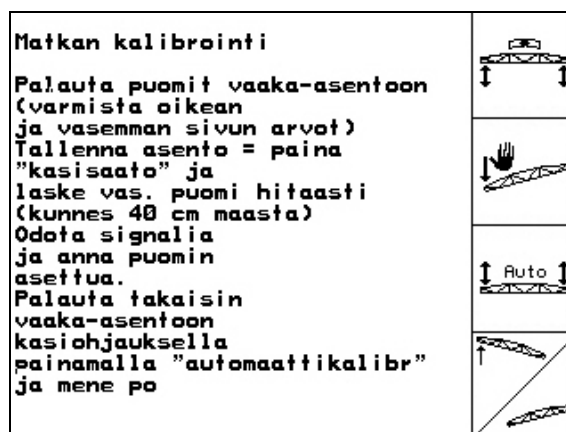 Matkan kalibrointi
Palauta puomit vaaka-asentoon
(varmista oikean
ja vasemman sivun arvot)
Tallenna asento = paina
"kasisaato" ja
laske vas. puomi hitaasti
(kunnes 40 cm maasta)
Odota signalia
ja anna puomin
asettua.
Palauta takaisin
vaaka-asentoon
kasiohjauksella
painamalla "automaattikalibr"
ja mene po
Auto